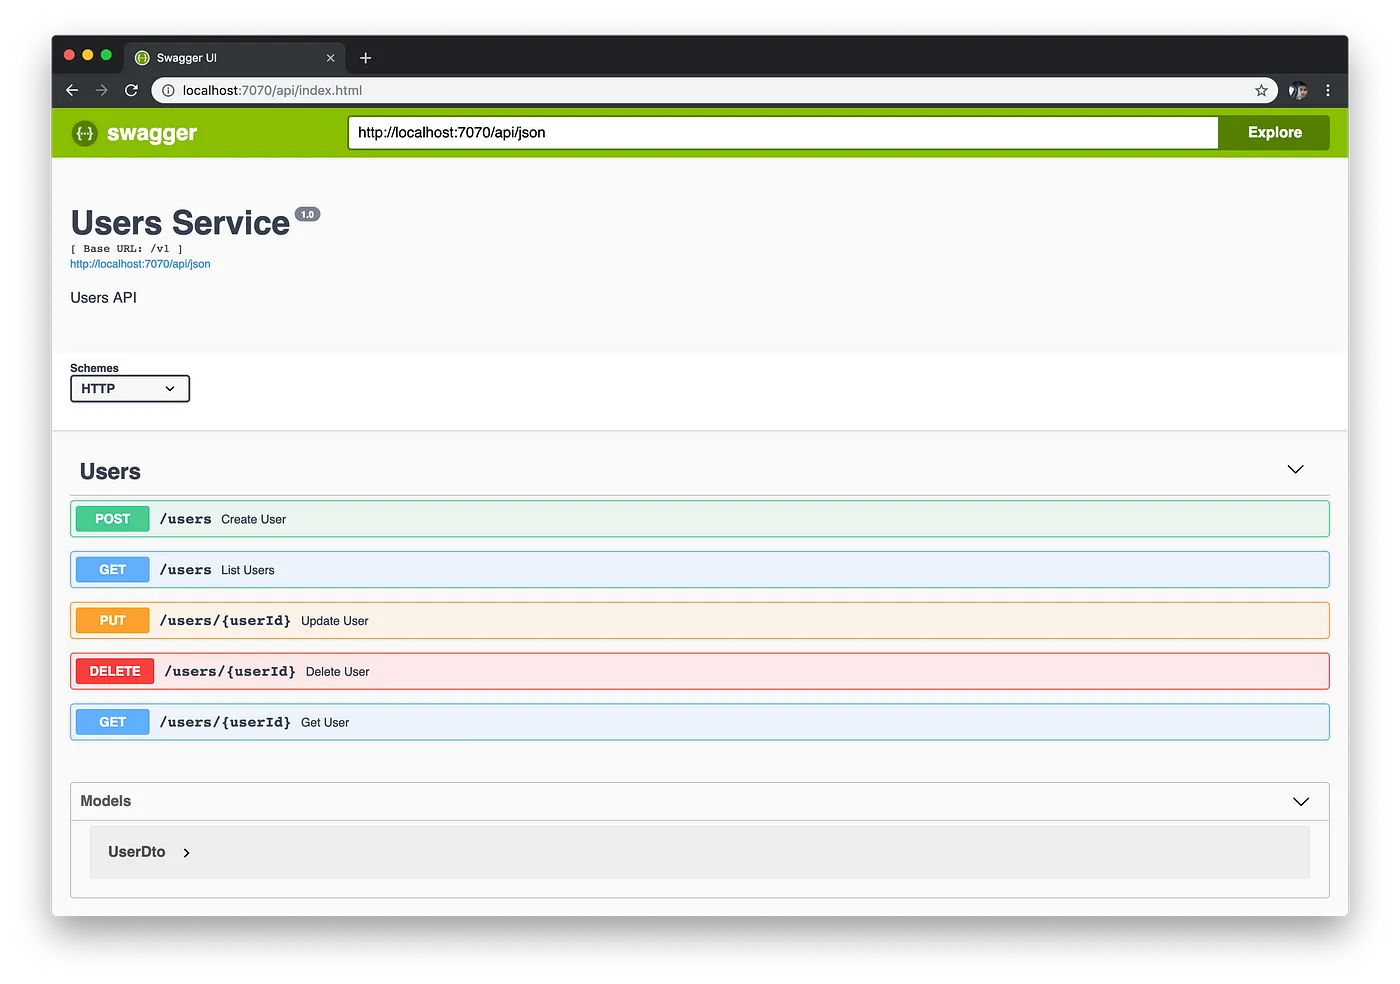 Swagger UI
localhost:7070/api/index.html
swagger
http://localhost:7070/api/json
Explore
Users Service 1.0
[ Base URL: /v1 ]
http://localhost:7070/api/json
Users API
Schemes
HTTP
Users
POST /users Create User
GET /users List Users
PUT /users/{userId} Update User
DELETE /users/{userId} Delete User
GET /users/{userId} Get User
Models
UserDto